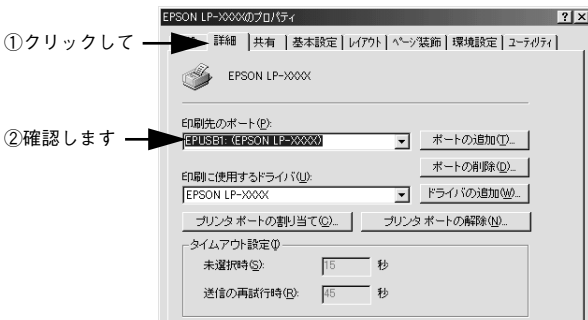 EPSON LP-XXXXのプロパティ
①クリックして
詳細 共有 基本設定 レイアウト ページ装飾 環境設定 ユーティリティ
EPSON LP-XXXX
印刷先のポート(P):
②確認します
EPUSB1: (EPSON LP-XXXX)
ポートの追加(T)...
ポートの削除(D)...
印刷に使用するドライバ(U):
EPSON LP-XXXX
ドライバの追加(W)...
プリンタ ポートの割り当て(C)...
プリンタ ポートの解除(N)...
タイムアウト設定(I)
未選択時(S): 15 秒
送信の再試行時(R): 45 秒